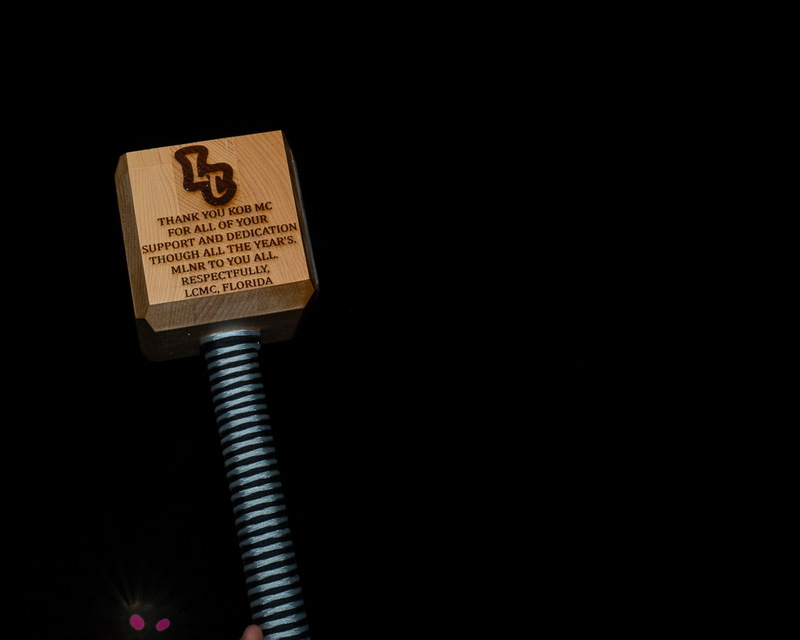 LC
THANK YOU KOB MC
FOR ALL OF YOUR
SUPPORT AND DEDICATION
THOUGH ALL THE YEAR'S.
MLNR TO YOU ALL.
RESPECTFULLY,
LCMC, FLORIDA